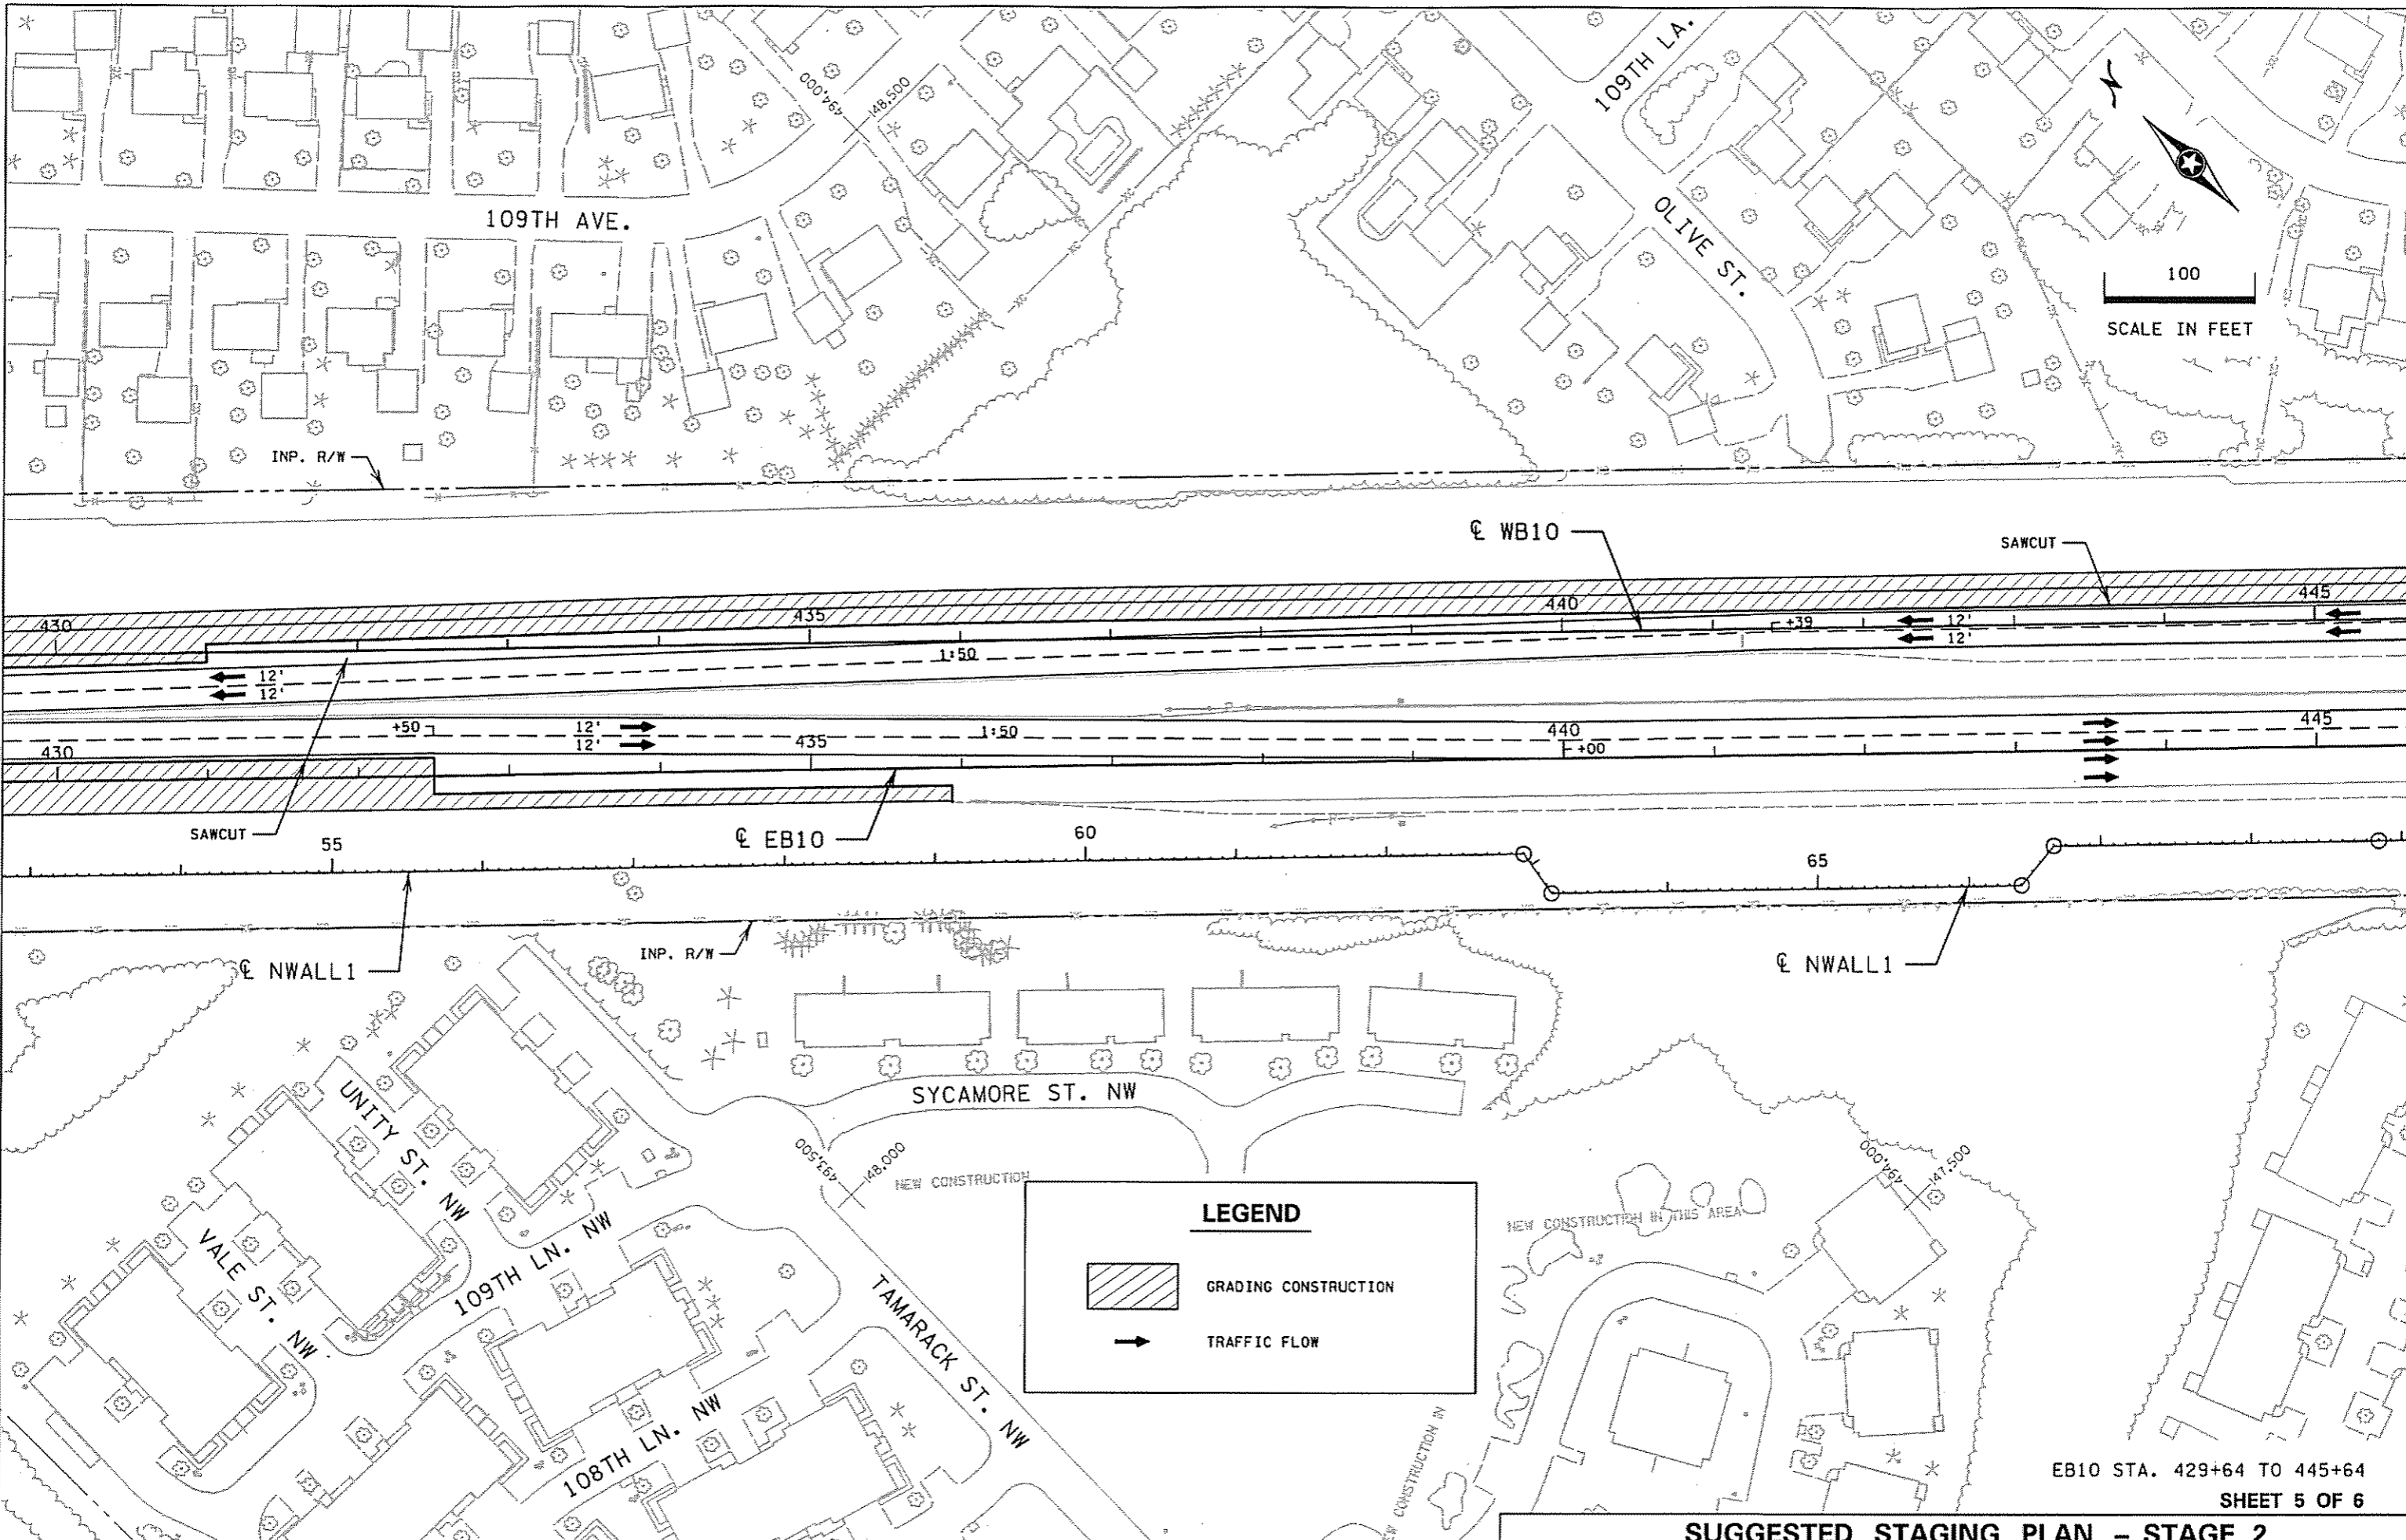 109TH LA.
N
494,000
148,500
109TH AVE.
OLIVE ST.
100
SCALE IN FEET
INP. R/W
℄ WB10
SAWCUT
430
435
440
445
+39
12'
12'
1:50
12'
12'
+50
12'
12'
1:50
430
435
440
445
+00
SAWCUT
℄ EB10
55
60
65
℄ NWALL1
INP. R/W
℄ NWALL1
SYCAMORE ST. NW
UNITY ST. NW
VALE ST. NW
109TH LN. NW
108TH LN. NW
TAMARACK ST. NW
493,500
148,000
NEW CONSTRUCTION
494,000
147,500
NEW CONSTRUCTION IN THIS AREA
NEW CONSTRUCTION IN
LEGEND
GRADING CONSTRUCTION
TRAFFIC FLOW
EB10 STA. 429+64 TO 445+64
SHEET 5 OF 6
SUGGESTED STAGING PLAN – STAGE 2